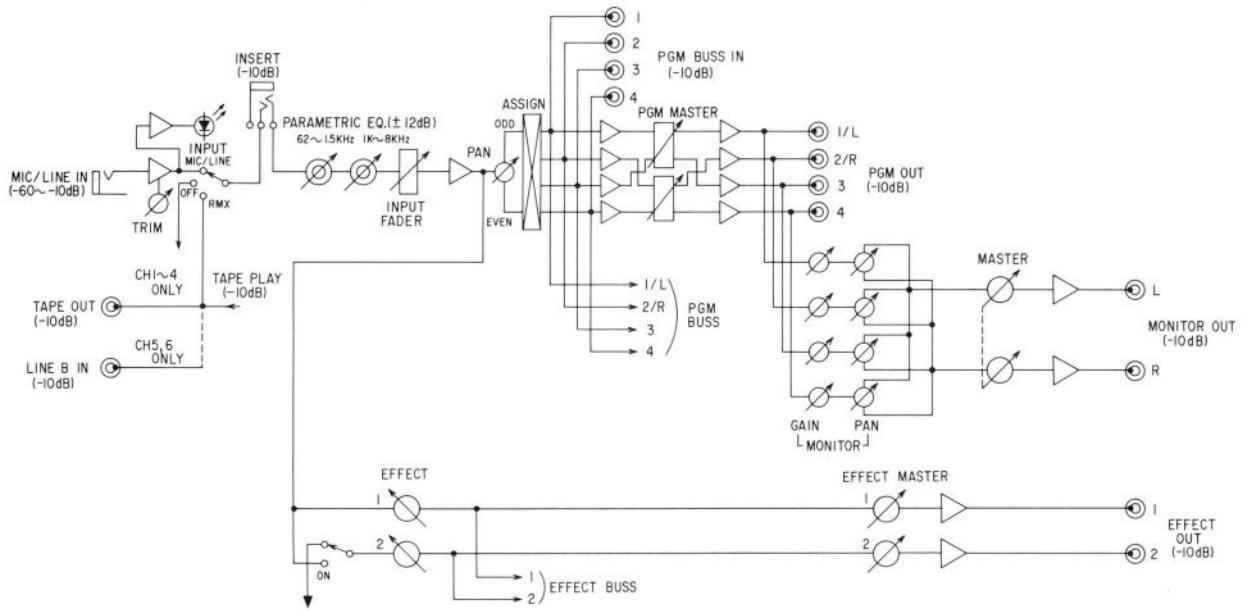 1
2
3
4
PGM BUSS IN
(-10dB)
INSERT
(-10dB)
INPUT
MIC/LINE
MIC/LINE IN
(-60~-10dB)
OFF
RMX
TRIM
PARAMETRIC EQ.(±12dB)
62~1.5KHz 1K~8KHz
INPUT
FADER
PAN
ASSIGN
ODD
EVEN
PGM MASTER
1/L
2/R
3
4
PGM OUT
(-10dB)
CH1~4
ONLY
TAPE PLAY
(-10dB)
TAPE OUT
(-10dB)
CH5,6
ONLY
LINE B IN
(-10dB)
1/L
2/R
3
4
PGM
BUSS
MASTER
L
MONITOR OUT
(-10dB)
R
GAIN PAN
MONITOR
EFFECT
1
2
ON
1
2
EFFECT BUSS
EFFECT MASTER
1
2
1
EFFECT
OUT
2 (-10dB)